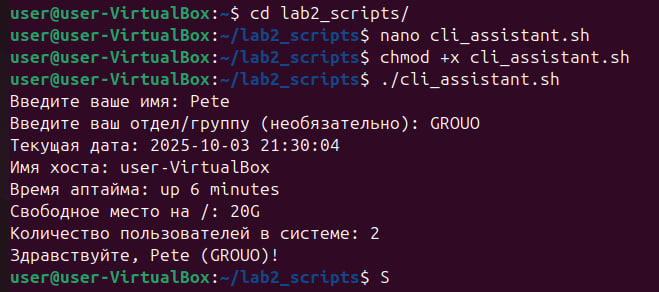 user@user-VirtualBox:~$ cd lab2_scripts/
user@user-VirtualBox:~/lab2_scripts$ nano cli_assistant.sh
user@user-VirtualBox:~/lab2_scripts$ chmod +x cli_assistant.sh
user@user-VirtualBox:~/lab2_scripts$ ./cli_assistant.sh
Введите ваше имя: Pete
Введите ваш отдел/группу (необязательно): GROUO
Текущая дата: 2025-10-03 21:30:04
Имя хоста: user-VirtualBox
Время аптайма: up 6 minutes
Свободное место на /: 20G
Количество пользователей в системе: 2
Здравствуйте, Pete (GROUO)!
user@user-VirtualBox:~/lab2_scripts$ S